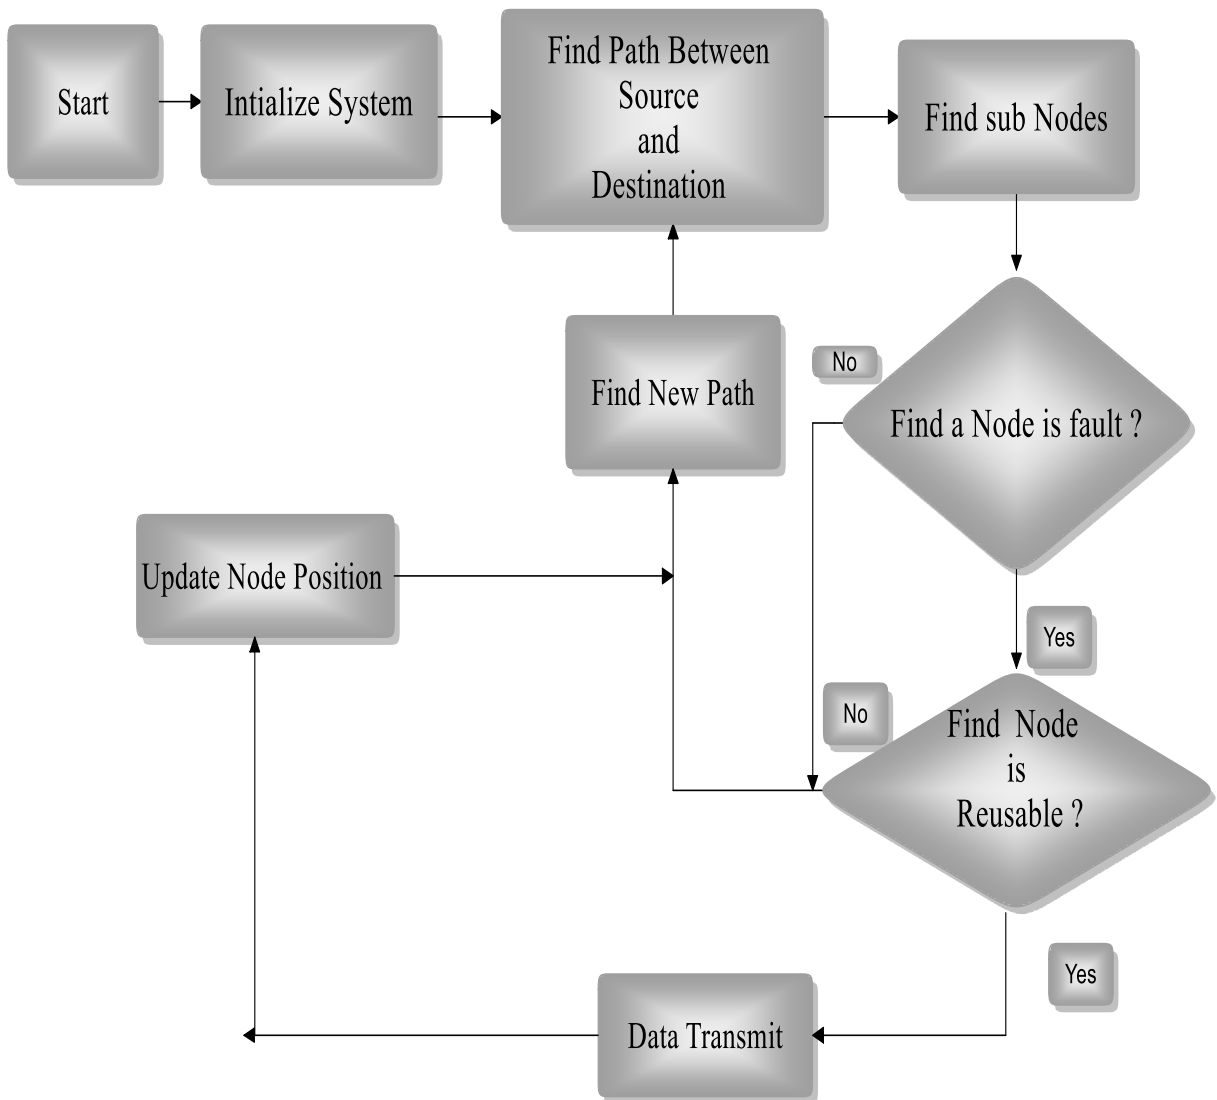 Start
Intialize System
Find Path Between
Source
and
Destination
Find sub Nodes
No
Find New Path
Find a Node is fault ?
Update Node Position
Yes
No
Find Node
is
Reusable ?
Yes
Data Transmit